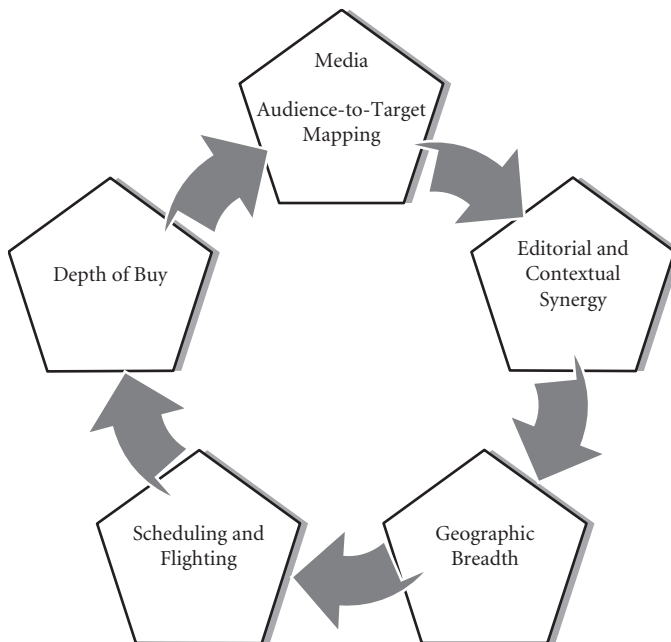 Media
Audience-to-Target
Mapping
Editorial and
Contextual
Synergy
Geographic
Breadth
Scheduling and
Flighting
Depth of Buy